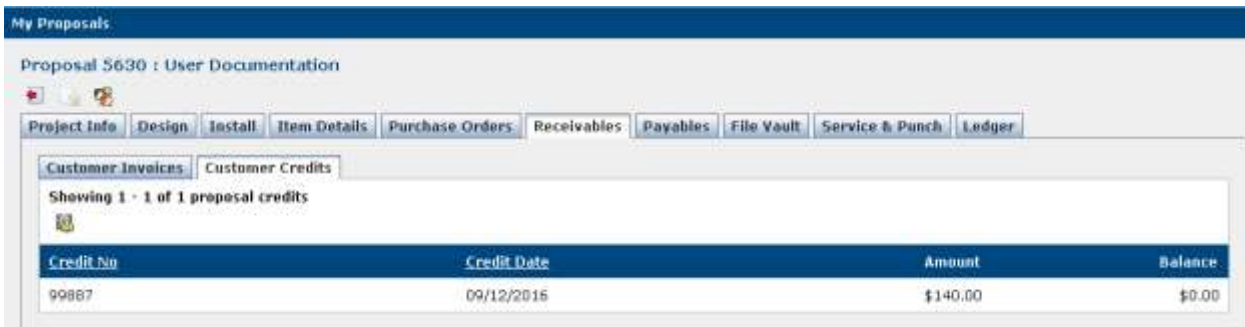 My Proposals
Proposal 5630 : User Documentation
Project Info Design Install Item Details Purchase Orders Receivables Payables File Vault Service & Punch Ledger
Customer Invoices Customer Credits
Showing 1 - 1 of 1 proposal credits
Credit No Credit Date Amount Balance
99887 09/12/2016 $140.00 $0.00